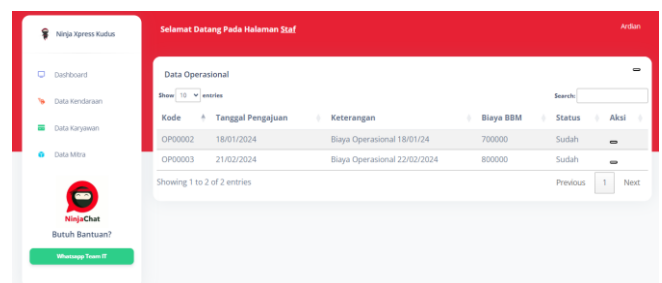 Ninja Xpress Kudus
Dashboard
Data Kendaraan
Data Karyawan
Data Mitra
NinjaChat
Butuh Bantuan?
Whatsapp Team IT
Selamat Datang Pada Halaman Staf
Ardian
Data Operasional
Show 10 entries
Search:
Kode Tanggal Pengajuan Keterangan Biaya BBM Status Aksi
OP00002 18/01/2024 Biaya Operasional 18/01/24 700000 Sudah
OP00003 21/02/2024 Biaya Operasional 22/02/2024 800000 Sudah
Showing 1 to 2 of 2 entries
Previous 1 Next